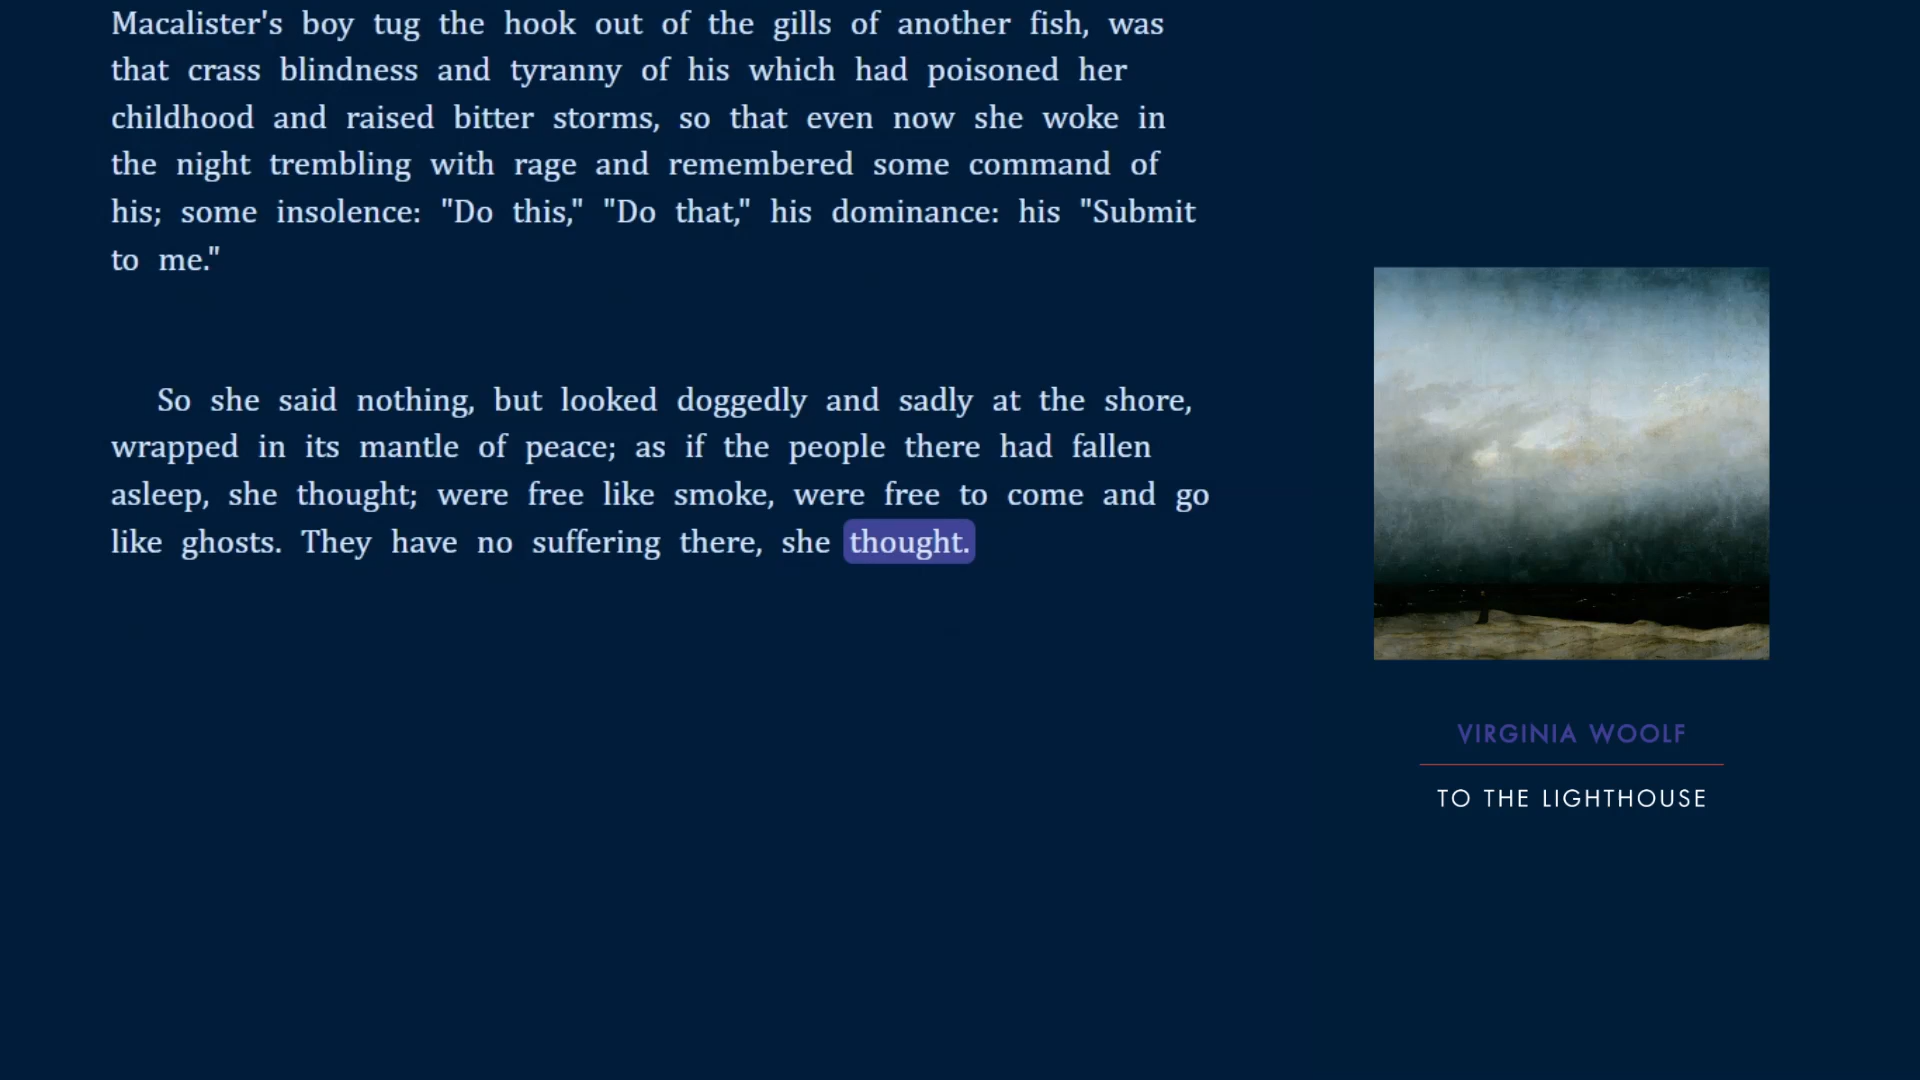 Macalister's boy tug the hook out of the gills of another fish, was
that crass blindness and tyranny of his which had poisoned her
childhood and raised bitter storms, so that even now she woke in
the night trembling with rage and remembered some command of
his; some insolence: "Do this," "Do that," his dominance: his "Submit
to me."
So she said nothing, but looked doggedly and sadly at the shore,
wrapped in its mantle of peace; as if the people there had fallen
asleep, she thought; were free like smoke, were free to come and go
like ghosts. They have no suffering there, she thought.
VIRGINIA WOOLF
TO THE LIGHTHOUSE